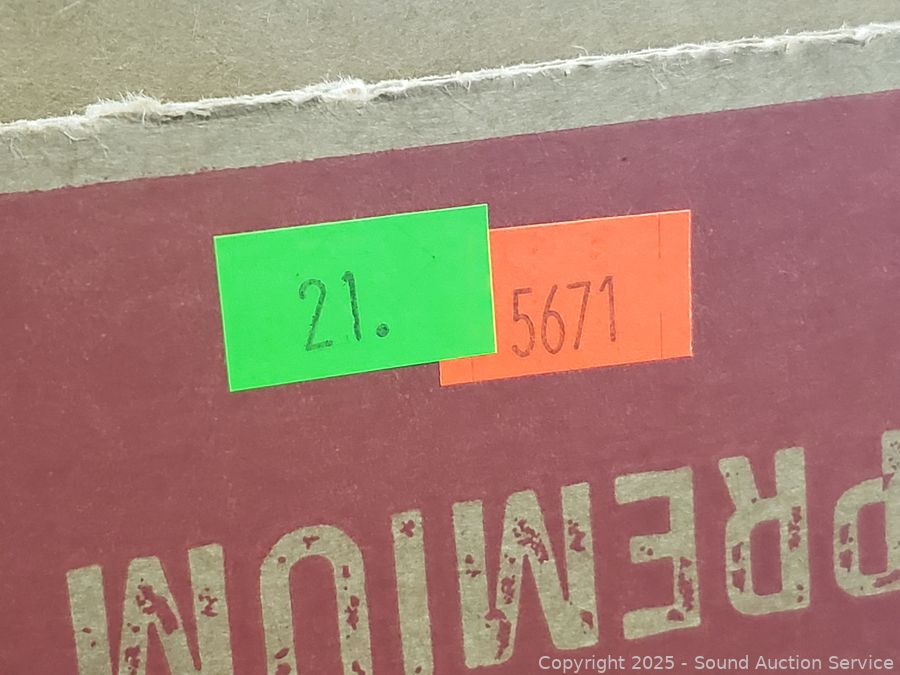 21.
5671
PREMIUM
Copyright 2025 - Sound Auction Service